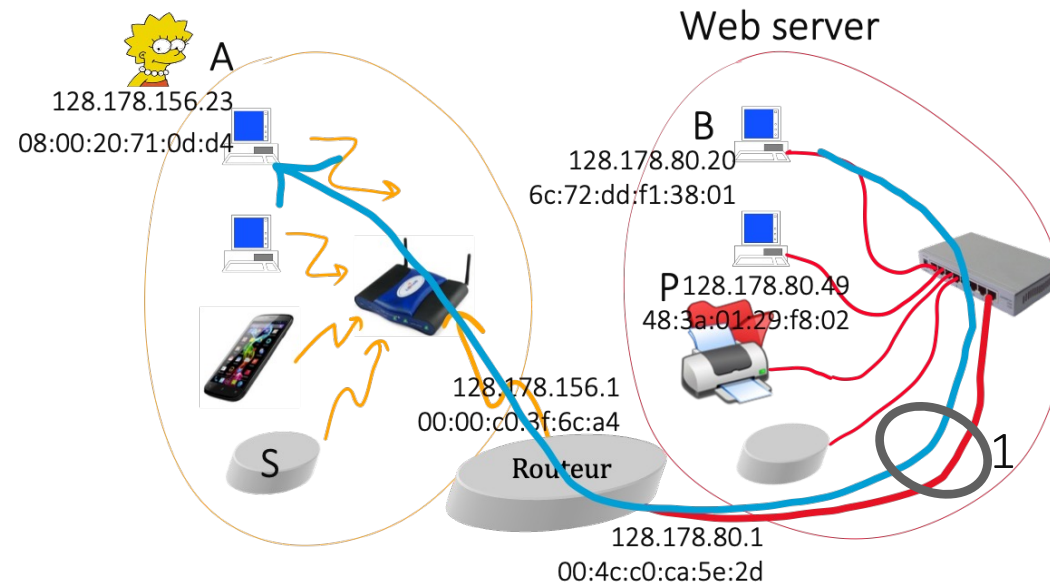 Web server
A
128.178.156.23
08:00:20:71:0d:d4
B
128.178.80.20
6c:72:dd:f1:38:01
P 128.178.80.49
48:3a:01:29:f8:02
128.178.156.1
00:00:c0:3f:6c:a4
S
Routeur
1
128.178.80.1
00:4c:c0:ca:5e:2d